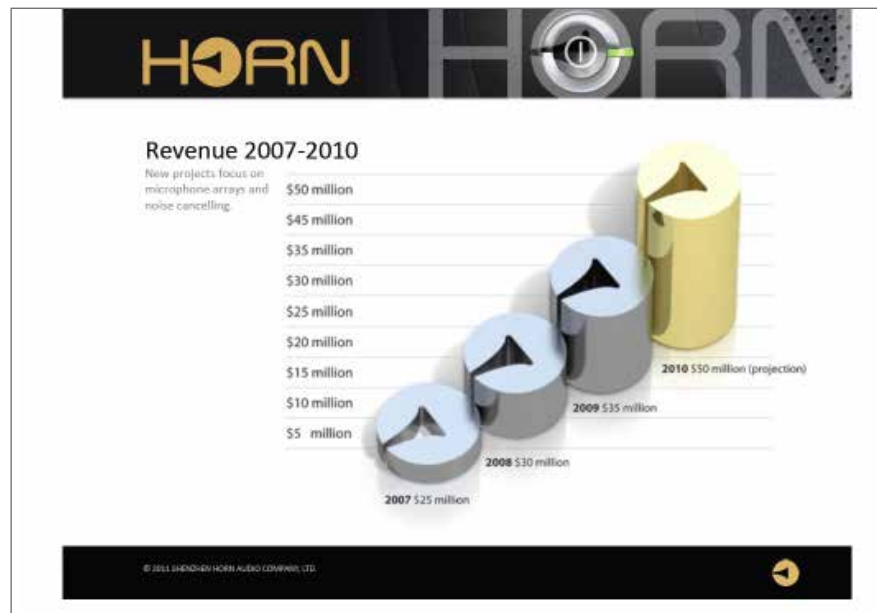 HORN
HORN
Revenue 2007-2010
New projects focus on
microphone arrays and
noise cancelling.
$50 million
$45 million
$35 million
$30 million
$25 million
$20 million
$15 million
$10 million
$5 million
2010 $50 million (projection)
2009 $35 million
2008 $30 million
2007 $25 million
© 2011 SHENZHEN HORN AUDIO COMPANY, LTD.